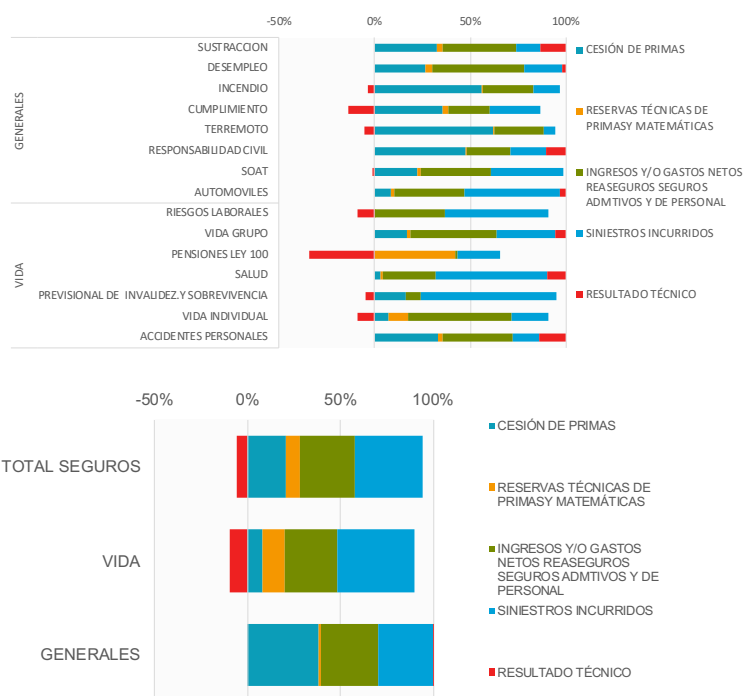 -50% 0% 50% 100%
GENERALES
SUSTRACCION
DESEMPLEO
INCENDIO
CUMPLIMIENTO
TERREMOTO
RESPONSABILIDAD CIVIL
SOAT
AUTOMOVILES
VIDA
RIESGOS LABORALES
VIDA GRUPO
PENSIONES LEY 100
SALUD
PREVISIONAL DE INVALIDEZ.Y SOBREVIVENCIA
VIDA INDIVIDUAL
ACCIDENTES PERSONALES
CESIÓN DE PRIMAS
RESERVAS TÉCNICAS DE
PRIMASY MATEMÁTICAS
INGRESOS Y/O GASTOS NETOS
REASEGUROS SEGUROS
ADMTIVOS Y DE PERSONAL
SINIESTROS INCURRIDOS
RESULTADO TÉCNICO
-50% 0% 50% 100%
TOTAL SEGUROS
VIDA
GENERALES
CESIÓN DE PRIMAS
RESERVAS TÉCNICAS DE
PRIMASY MATEMÁTICAS
INGRESOS Y/O GASTOS
NETOS REASEGUROS
SEGUROS ADMTIVOS Y DE
PERSONAL
SINIESTROS INCURRIDOS
RESULTADO TÉCNICO